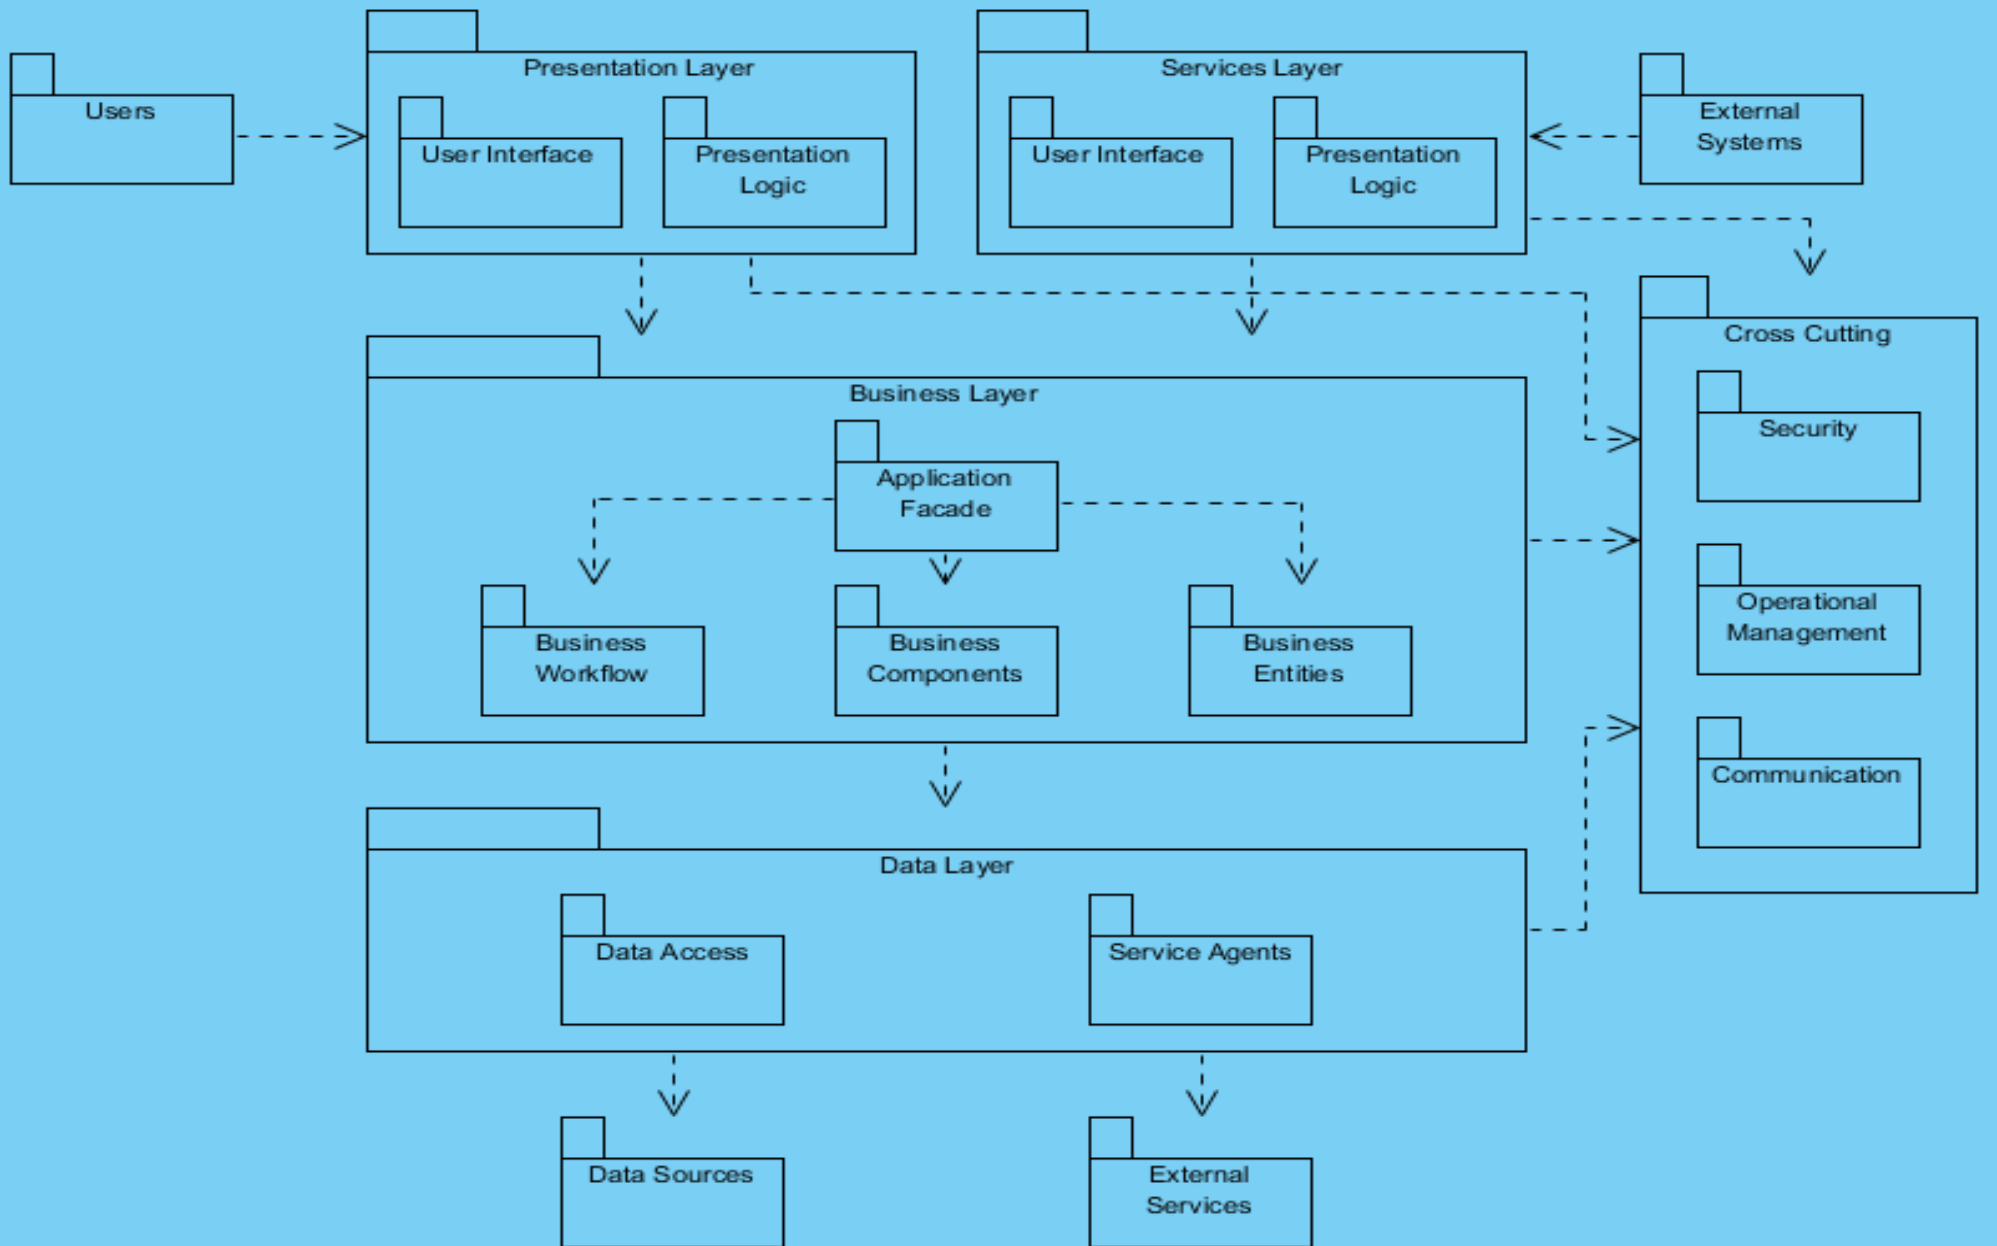 Presentation Layer
Services Layer
Users
External
Systems
User Interface
Presentation
Logic
User Interface
Presentation
Logic
Cross Cutting
Business Layer
Security
Application
Facade
Operational
Management
Business
Workflow
Business
Components
Business
Entities
Communication
Data Layer
Data Access
Service Agents
Data Sources
External
Services